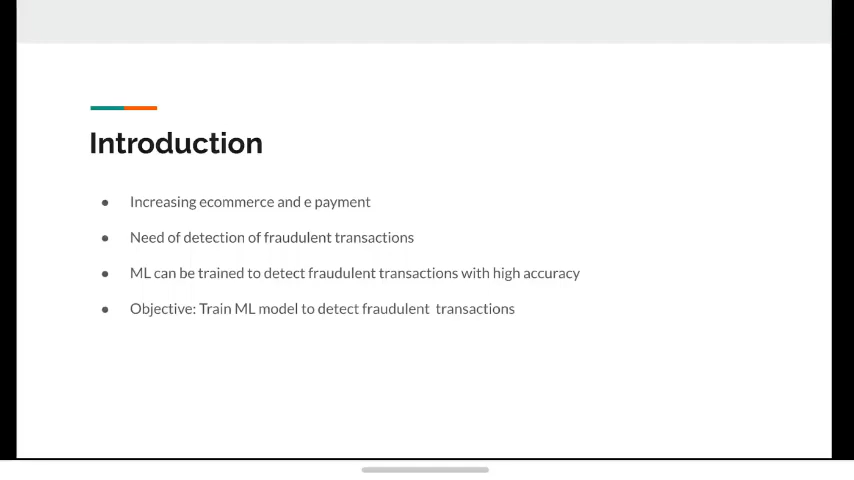 Introduction
● Increasing ecommerce and e payment
● Need of detection of fraudulent transactions
● ML can be trained to detect fraudulent transactions with high accuracy
● Objective: Train ML model to detect fraudulent  transactions